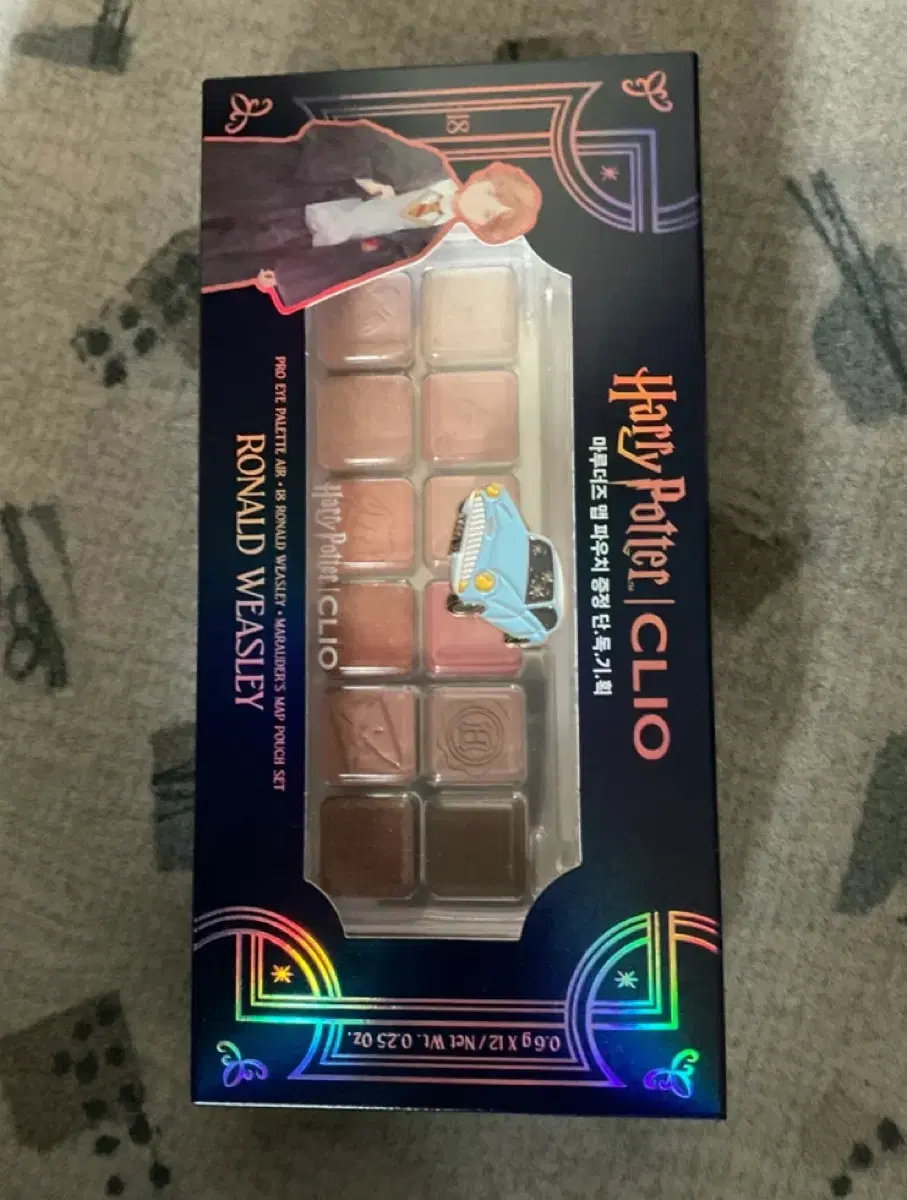 18
Harry Potter | CLIO
마루더즈 맵 파우치 증정 단.독.기.획
Harry Potter | CLIO
PRO EYE PALETTE AIR • 18 RONALD WEASLEY • MARAUDER'S MAP POUCH SET
RONALD WEASLEY
0.6 g X 12 / Net Wt. 0.25 Oz.